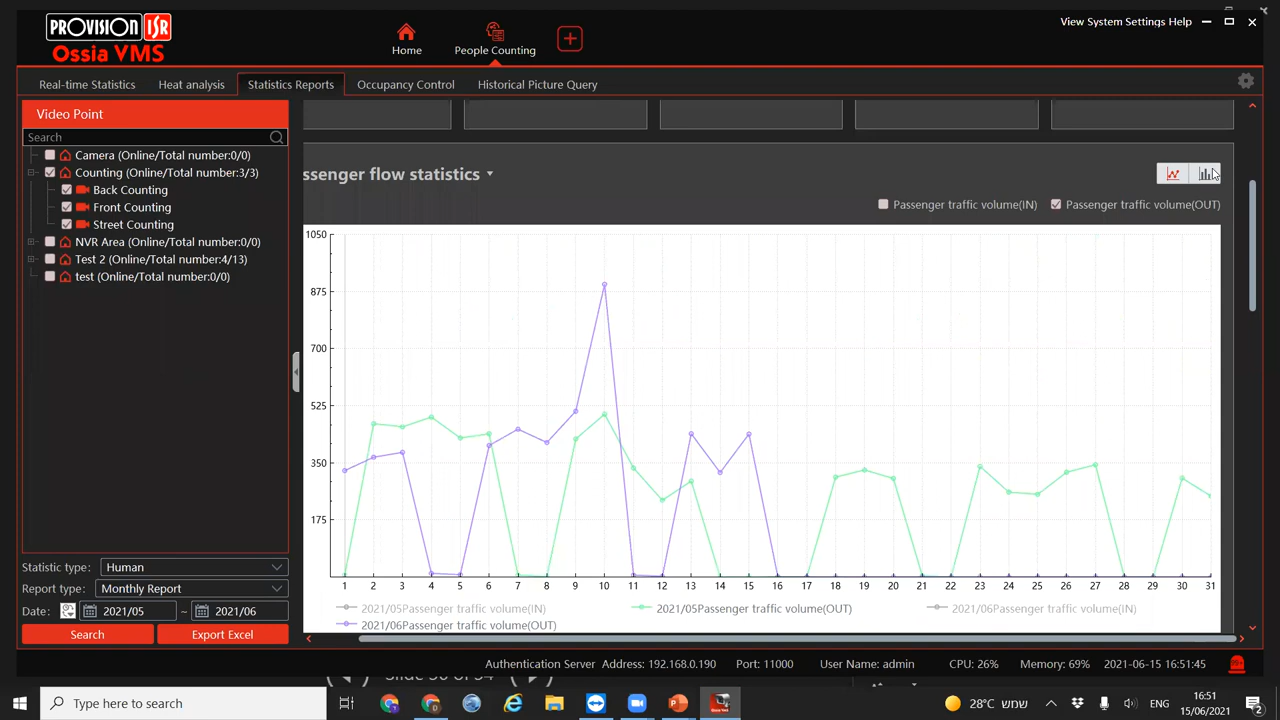 PROVISION ISR
Ossia VMS
Home
People Counting
View System Settings Help
Real-time Statistics
Heat analysis
Statistics Reports
Occupancy Control
Historical Picture Query
Video Point
Search
Camera (Online/Total number:0/0)
Counting (Online/Total number:3/3)
Back Counting
Front Counting
Street Counting
NVR Area (Online/Total number:0/0)
Test 2 (Online/Total number:4/13)
test (Online/Total number:0/0)
Statistic type: Human
Report type: Monthly Report
Date: 2021/05 ~ 2021/06
Search
Export Excel
ssenger flow statistics
Passenger traffic volume(IN)
Passenger traffic volume(OUT)
1050
875
700
525
350
175
1 2 3 4 5 6 7 8 9 10 11 12 13 14 15 16 17 18 19 20 21 22 23 24 25 26 27 28 29 30 31
2021/05Passenger traffic volume(IN)
2021/05Passenger traffic volume(OUT)
2021/06Passenger traffic volume(IN)
2021/06Passenger traffic volume(OUT)
Authentication Server Address: 192.168.0.190 Port: 11000 User Name: admin CPU: 26% Memory: 69% 2021-06-15 16:51:45
Type here to search
28°C שמש
ENG
16:51
15/06/2021
2